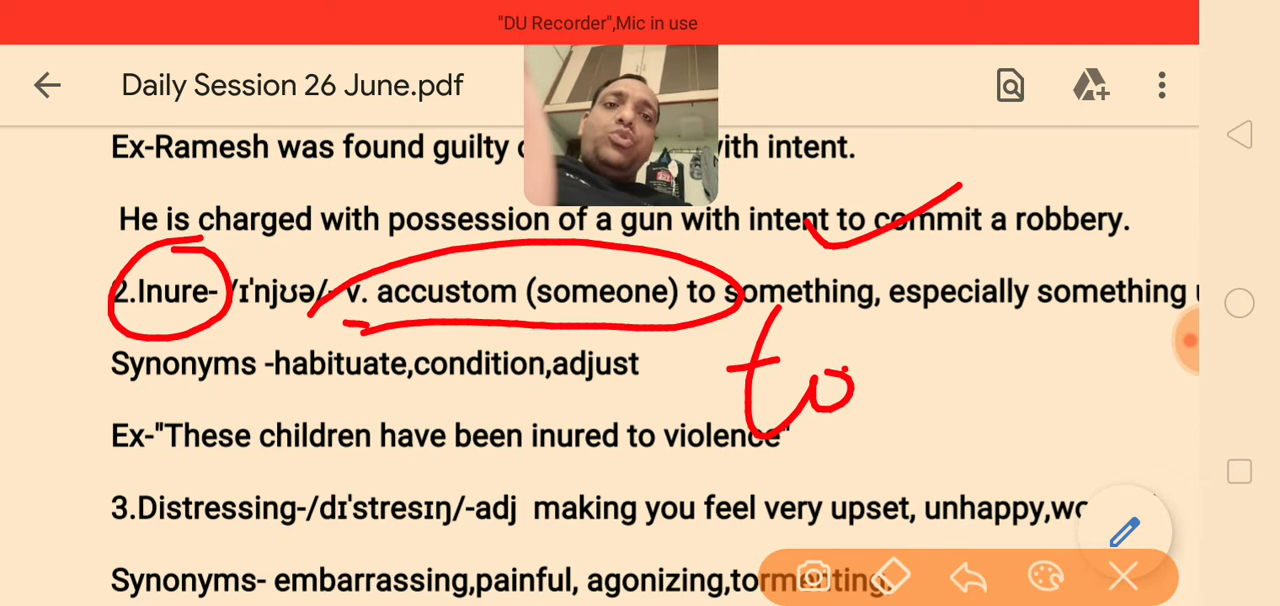 "DU Recorder",Mic in use
Daily Session 26 June.pdf
Ex-Ramesh was found guilty with intent.
He is charged with possession of a gun with intent to commit a robbery.
2.Inure- /ɪˈnjʊə/- v. accustom (someone) to something, especially something
to
Synonyms -habituate,condition,adjust
Ex-"These children have been inured to violence"
3.Distressing-/dɪˈstresɪŋ/-adj making you feel very upset, unhappy,
Synonyms- embarrassing,painful, agonizing,tormenting.